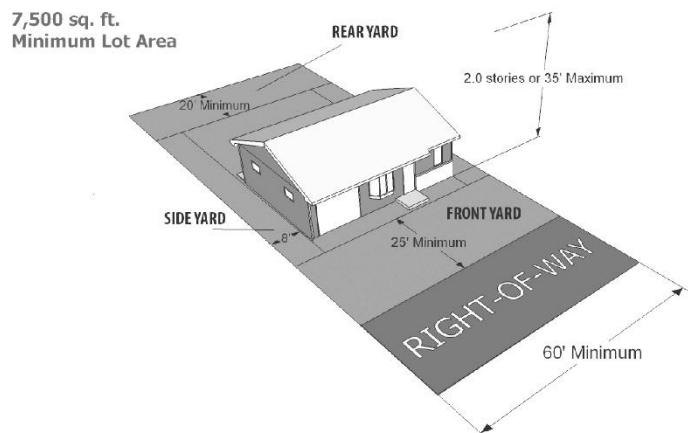 7,500 sq. ft.
Minimum Lot Area
REAR YARD
2.0 stories or 35' Maximum
20' Minimum
SIDE YARD
8'
FRONT YARD
25' Minimum
RIGHT-OF-WAY
60' Minimum